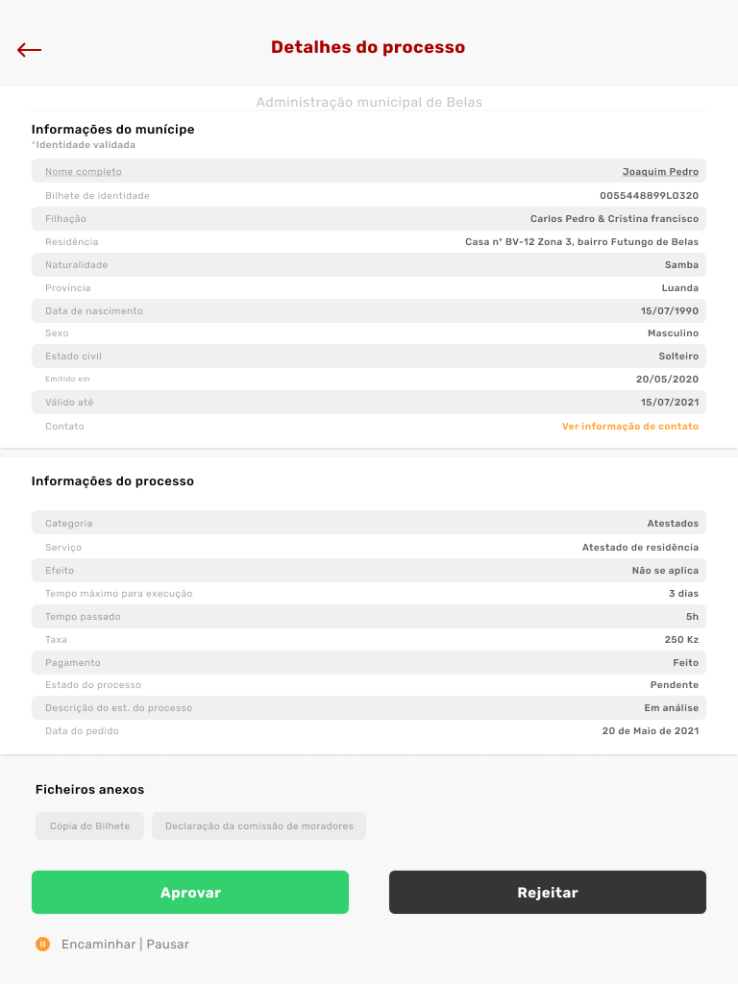 Detalhes do processo
Administração municipal de Belas
Informações do munícipe
*Identidade validada
Nome completo Joaquim Pedro
Bilhete de identidade 0055448899LO320
Filhação Carlos Pedro & Cristina francisco
Residência Casa nº BV-12 Zona 3, bairro Futungo de Belas
Naturalidade Samba
Província Luanda
Data de nascimento 15/07/1990
Sexo Masculino
Estado civil Solteiro
Emitido em 20/05/2020
Válido até 15/07/2021
Contato Ver informação de contato
Informações do processo
Categoria Atestados
Serviço Atestado de residência
Efeito Não se aplica
Tempo máximo para execução 3 dias
Tempo passado 5h
Taxa 250 Kz
Pagamento Feito
Estado do processo Pendente
Descrição do est. do processo Em análise
Data do pedido 20 de Maio de 2021
Ficheiros anexos
Cópia do Bilhete Declaração da comissão de moradores
Aprovar Rejeitar
Encaminhar | Pausar